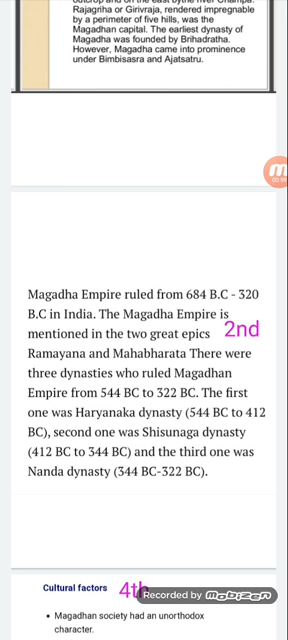 Rajagriha or Girivraja, rendered impregnable
by a perimeter of five hills, was the
Magadhan capital. The earliest dynasty of
Magadha was founded by Brihadratha.
However, Magadha came into prominence
under Bimbisasra and Ajatsatru.
00:19
Magadha Empire ruled from 684 B.C - 320
B.C in India. The Magadha Empire is
mentioned in the two great epics 2nd
Ramayana and Mahabharata There were
three dynasties who ruled Magadhan
Empire from 544 BC to 322 BC. The first
one was Haryanaka dynasty (544 BC to 412
BC), second one was Shisunaga dynasty
(412 BC to 344 BC) and the third one was
Nanda dynasty (344 BC-322 BC).
Cultural factors 4th
Recorded by mobizen
• Magadhan society had an unorthodox
character.